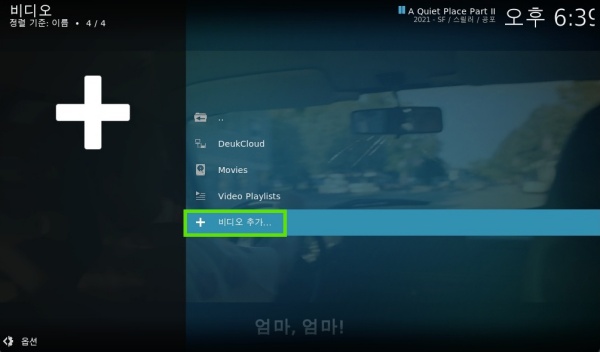 비디오
정렬 기준: 이름 • 4 / 4
A Quiet Place Part II
2021 - SF / 스릴러 / 공포
오후 6:39
..
DeukCloud
Movies
Video Playlists
비디오 추가...
엄마, 엄마!
옵션